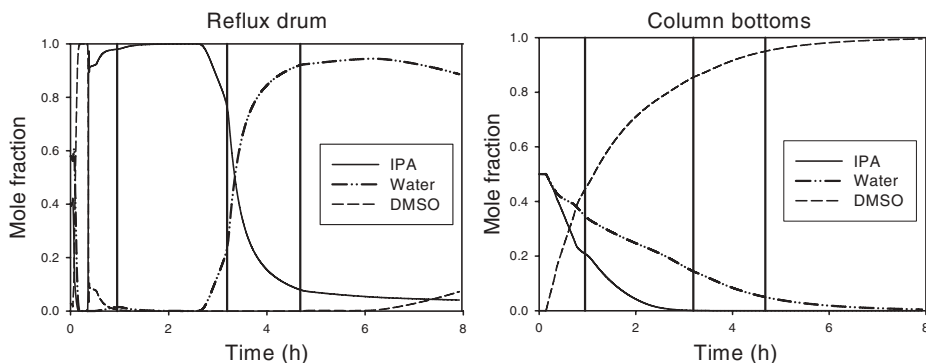 Reflux drum
1.0
0.8
0.6
0.4
0.2
0.0
Mole fraction
IPA
Water
DMSO
0 2 4 6 8
Time (h)
Column bottoms
1.0
0.8
0.6
0.4
0.2
0.0
Mole fraction
IPA
Water
DMSO
0 2 4 6 8
Time (h)